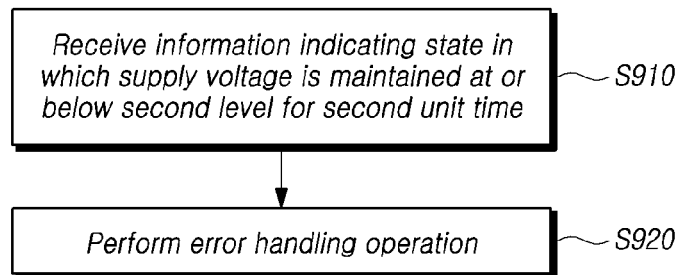 Receive information indicating state in
which supply voltage is maintained at or
below second level for second unit time
S910
Perform error handling operation
S920